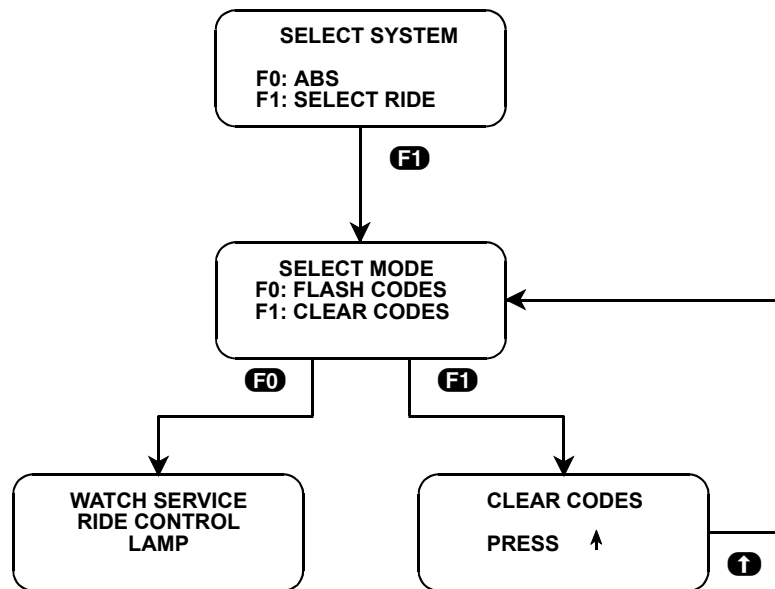 SELECT SYSTEM
F0: ABS
F1: SELECT RIDE
F1
SELECT MODE
F0: FLASH CODES
F1: CLEAR CODES
F0
F1
WATCH SERVICE
RIDE CONTROL
LAMP
CLEAR CODES
PRESS ↑
↑